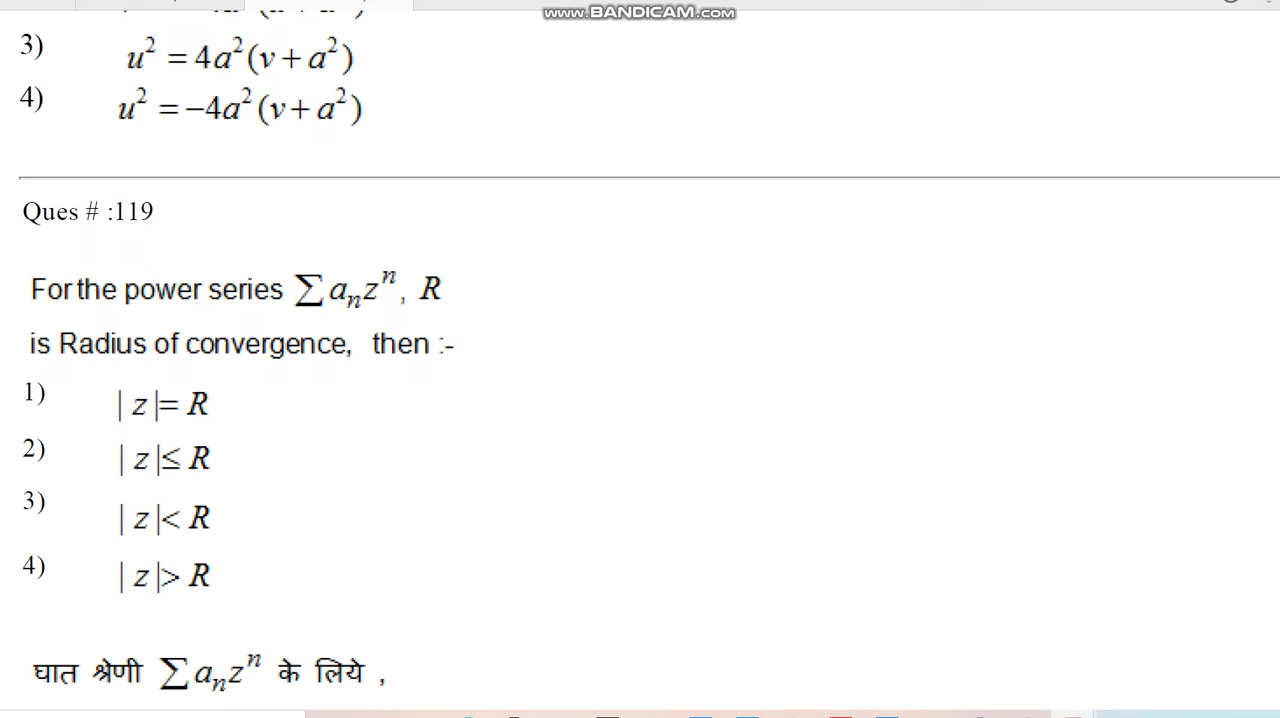 www.BANDICAM.com
3) u² = 4a²(v + a²)
4) u² = −4a²(v + a²)
Ques # :119
For the power series ∑aₙzⁿ, R
is Radius of convergence, then :-
1) | z |= R
2) | z |≤ R
3) | z |< R
4) | z |> R
घात श्रेणी ∑aₙzⁿ के लिये ,